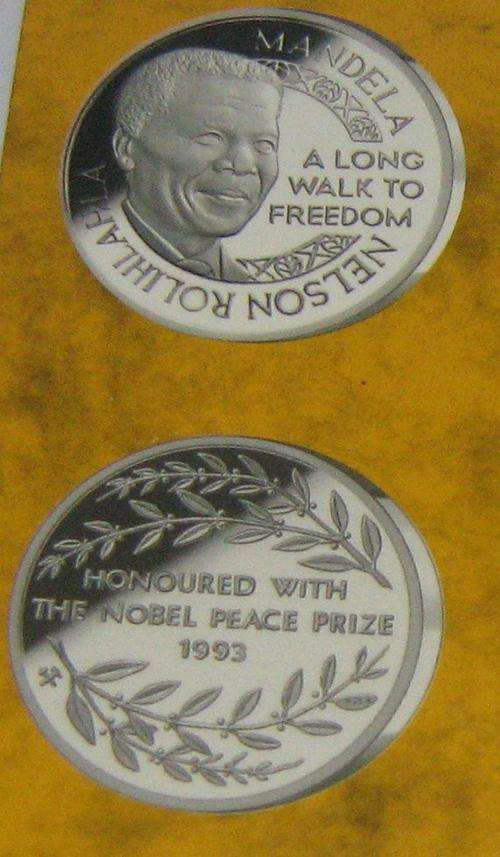 NELSON ROLIHLAHLA MANDELA
A LONG
WALK TO
FREEDOM
HONOURED WITH
THE NOBEL PEACE PRIZE
1993